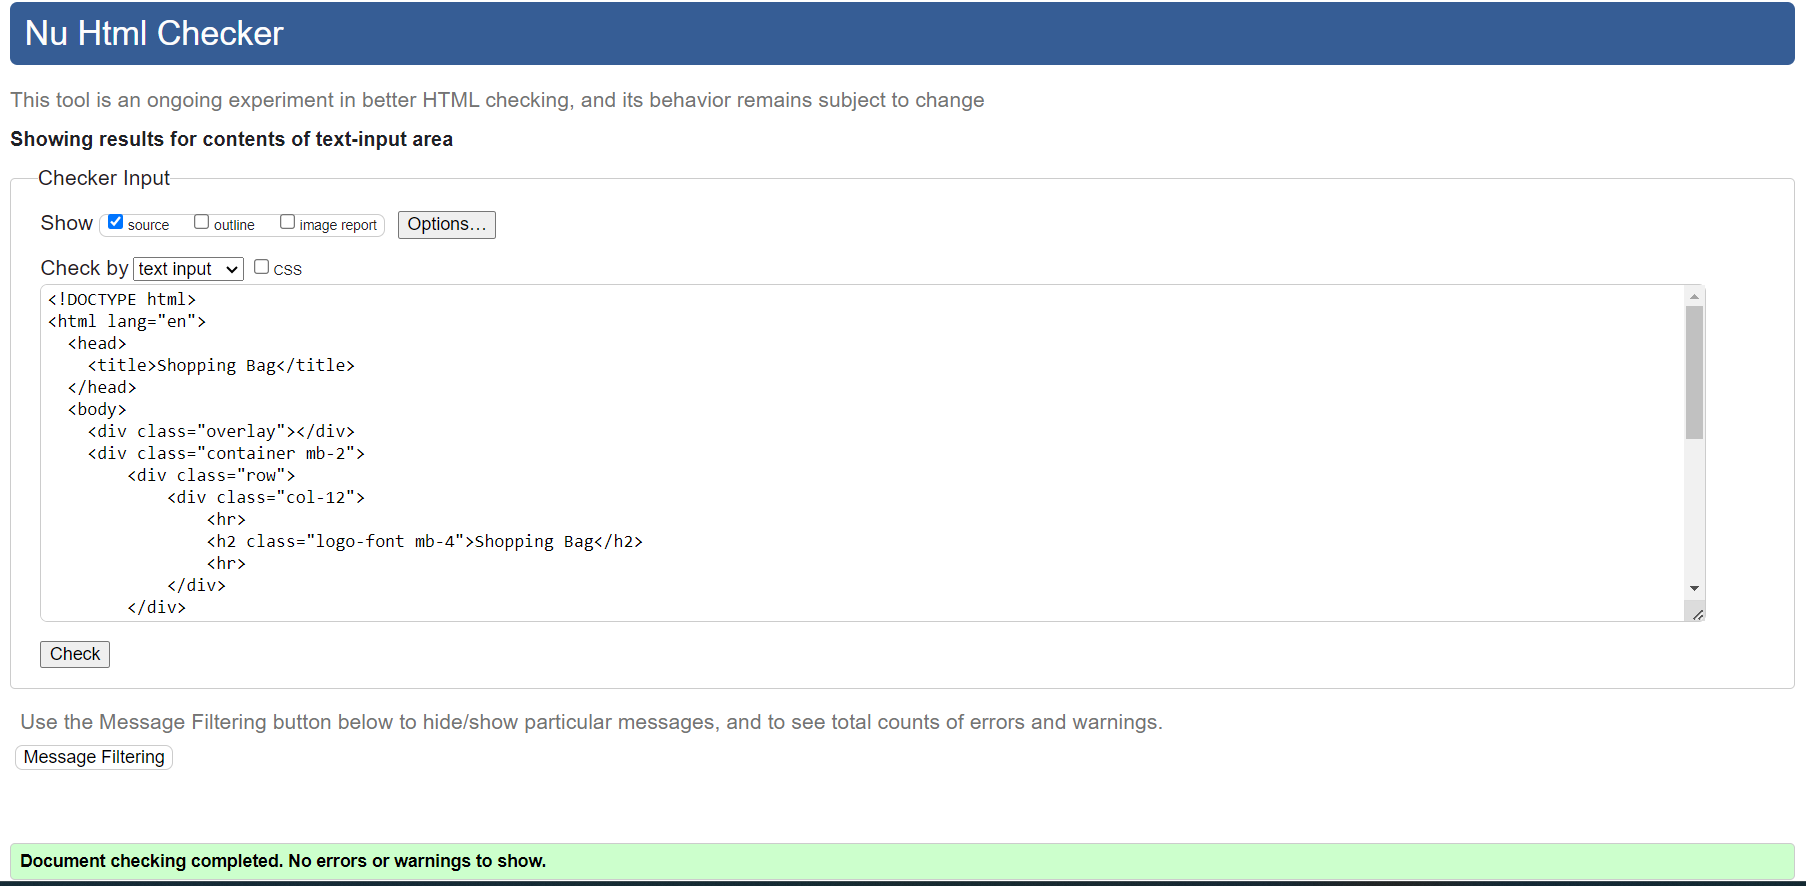 Nu Html Checker
This tool is an ongoing experiment in better HTML checking, and its behavior remains subject to change
Showing results for contents of text-input area
Checker Input
Show source outline image report Options...
Check by text input css
<!DOCTYPE html>
<html lang="en">
  <head>
    <title>Shopping Bag</title>
  </head>
  <body>
    <div class="overlay"></div>
    <div class="container mb-2">
        <div class="row">
            <div class="col-12">
                <hr>
                <h2 class="logo-font mb-4">Shopping Bag</h2>
                <hr>
            </div>
        </div>
Check
Use the Message Filtering button below to hide/show particular messages, and to see total counts of errors and warnings.
Message Filtering
Document checking completed. No errors or warnings to show.